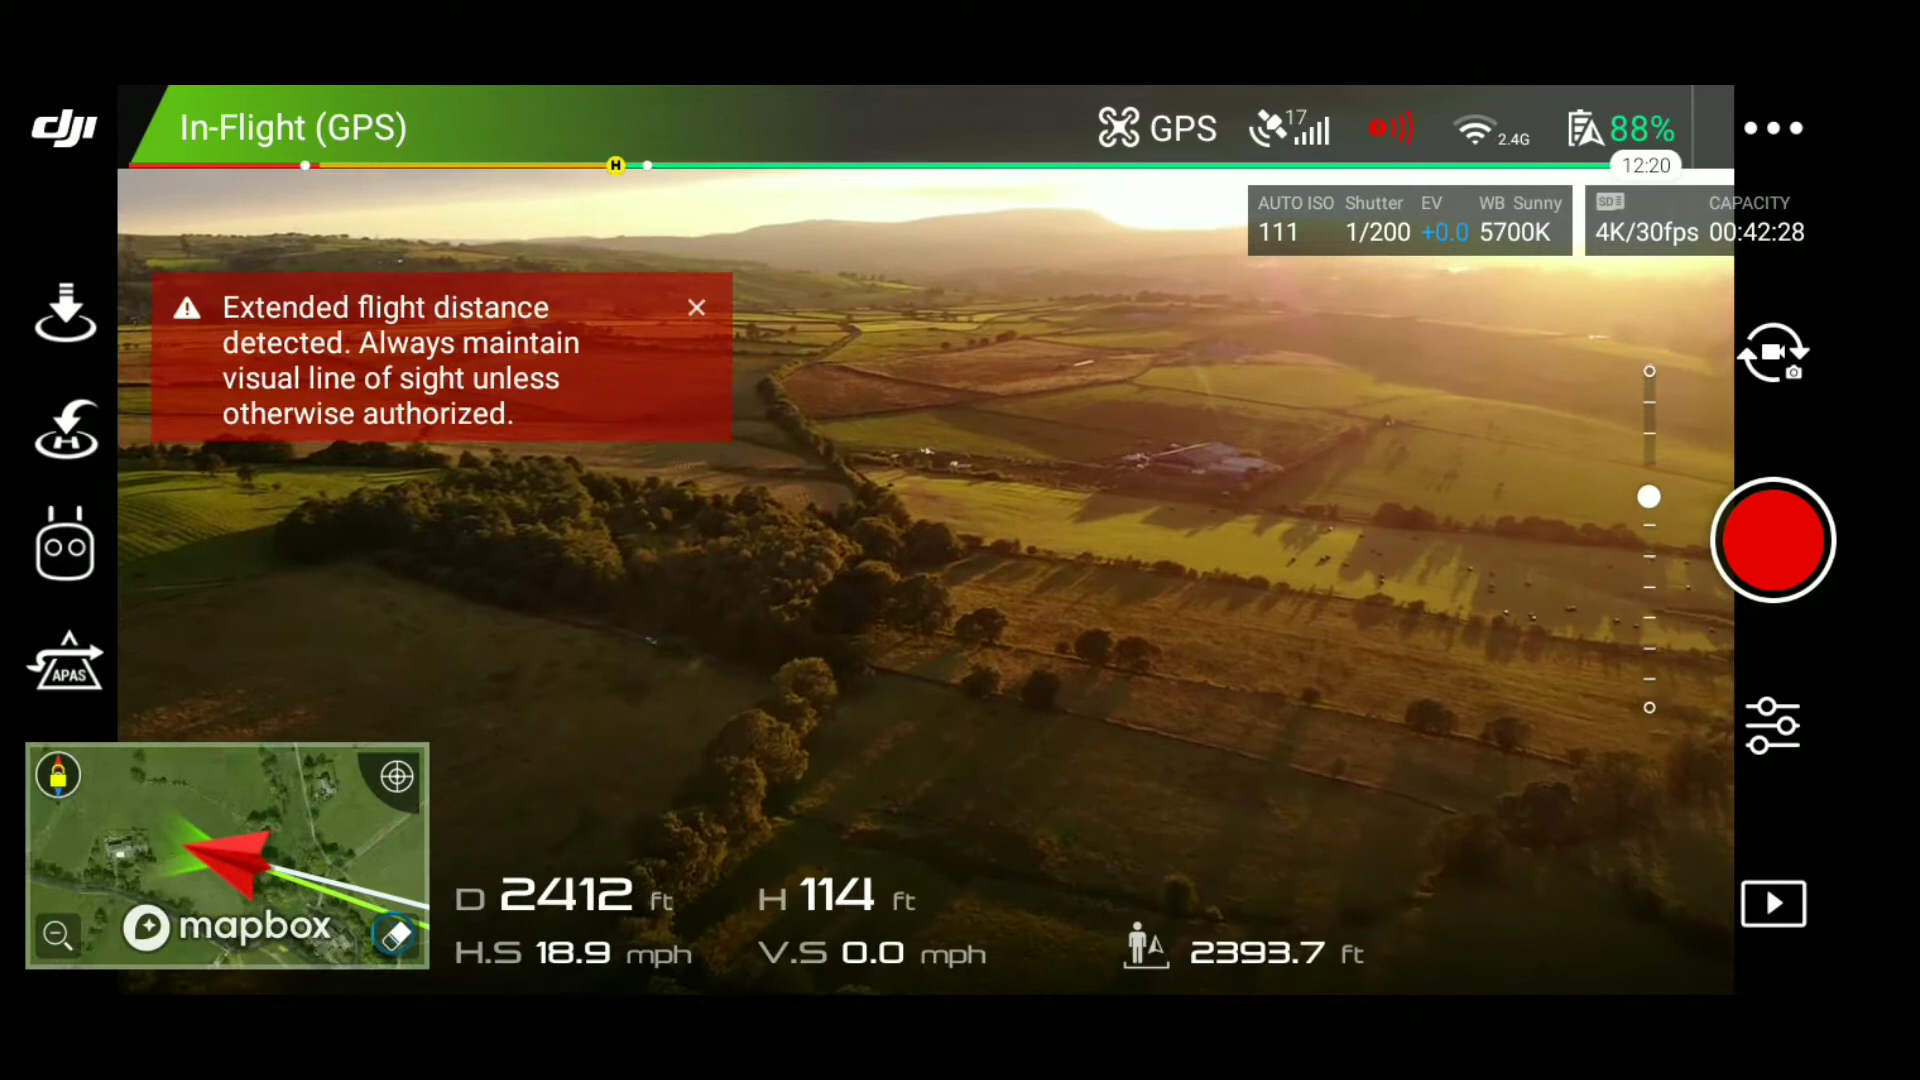 dji
In-Flight (GPS)
GPS
17
2.4G
88%
12:20
H
AUTO ISO Shutter EV WB Sunny
111 1/200 +0.0 5700K
SD CAPACITY
4K/30fps 00:42:28
Extended flight distance
detected. Always maintain
visual line of sight unless
otherwise authorized.
H
APAS
mapbox
D 2412 ft H 114 ft
H.S 18.9 mph V.S 0.0 mph 2393.7 ft